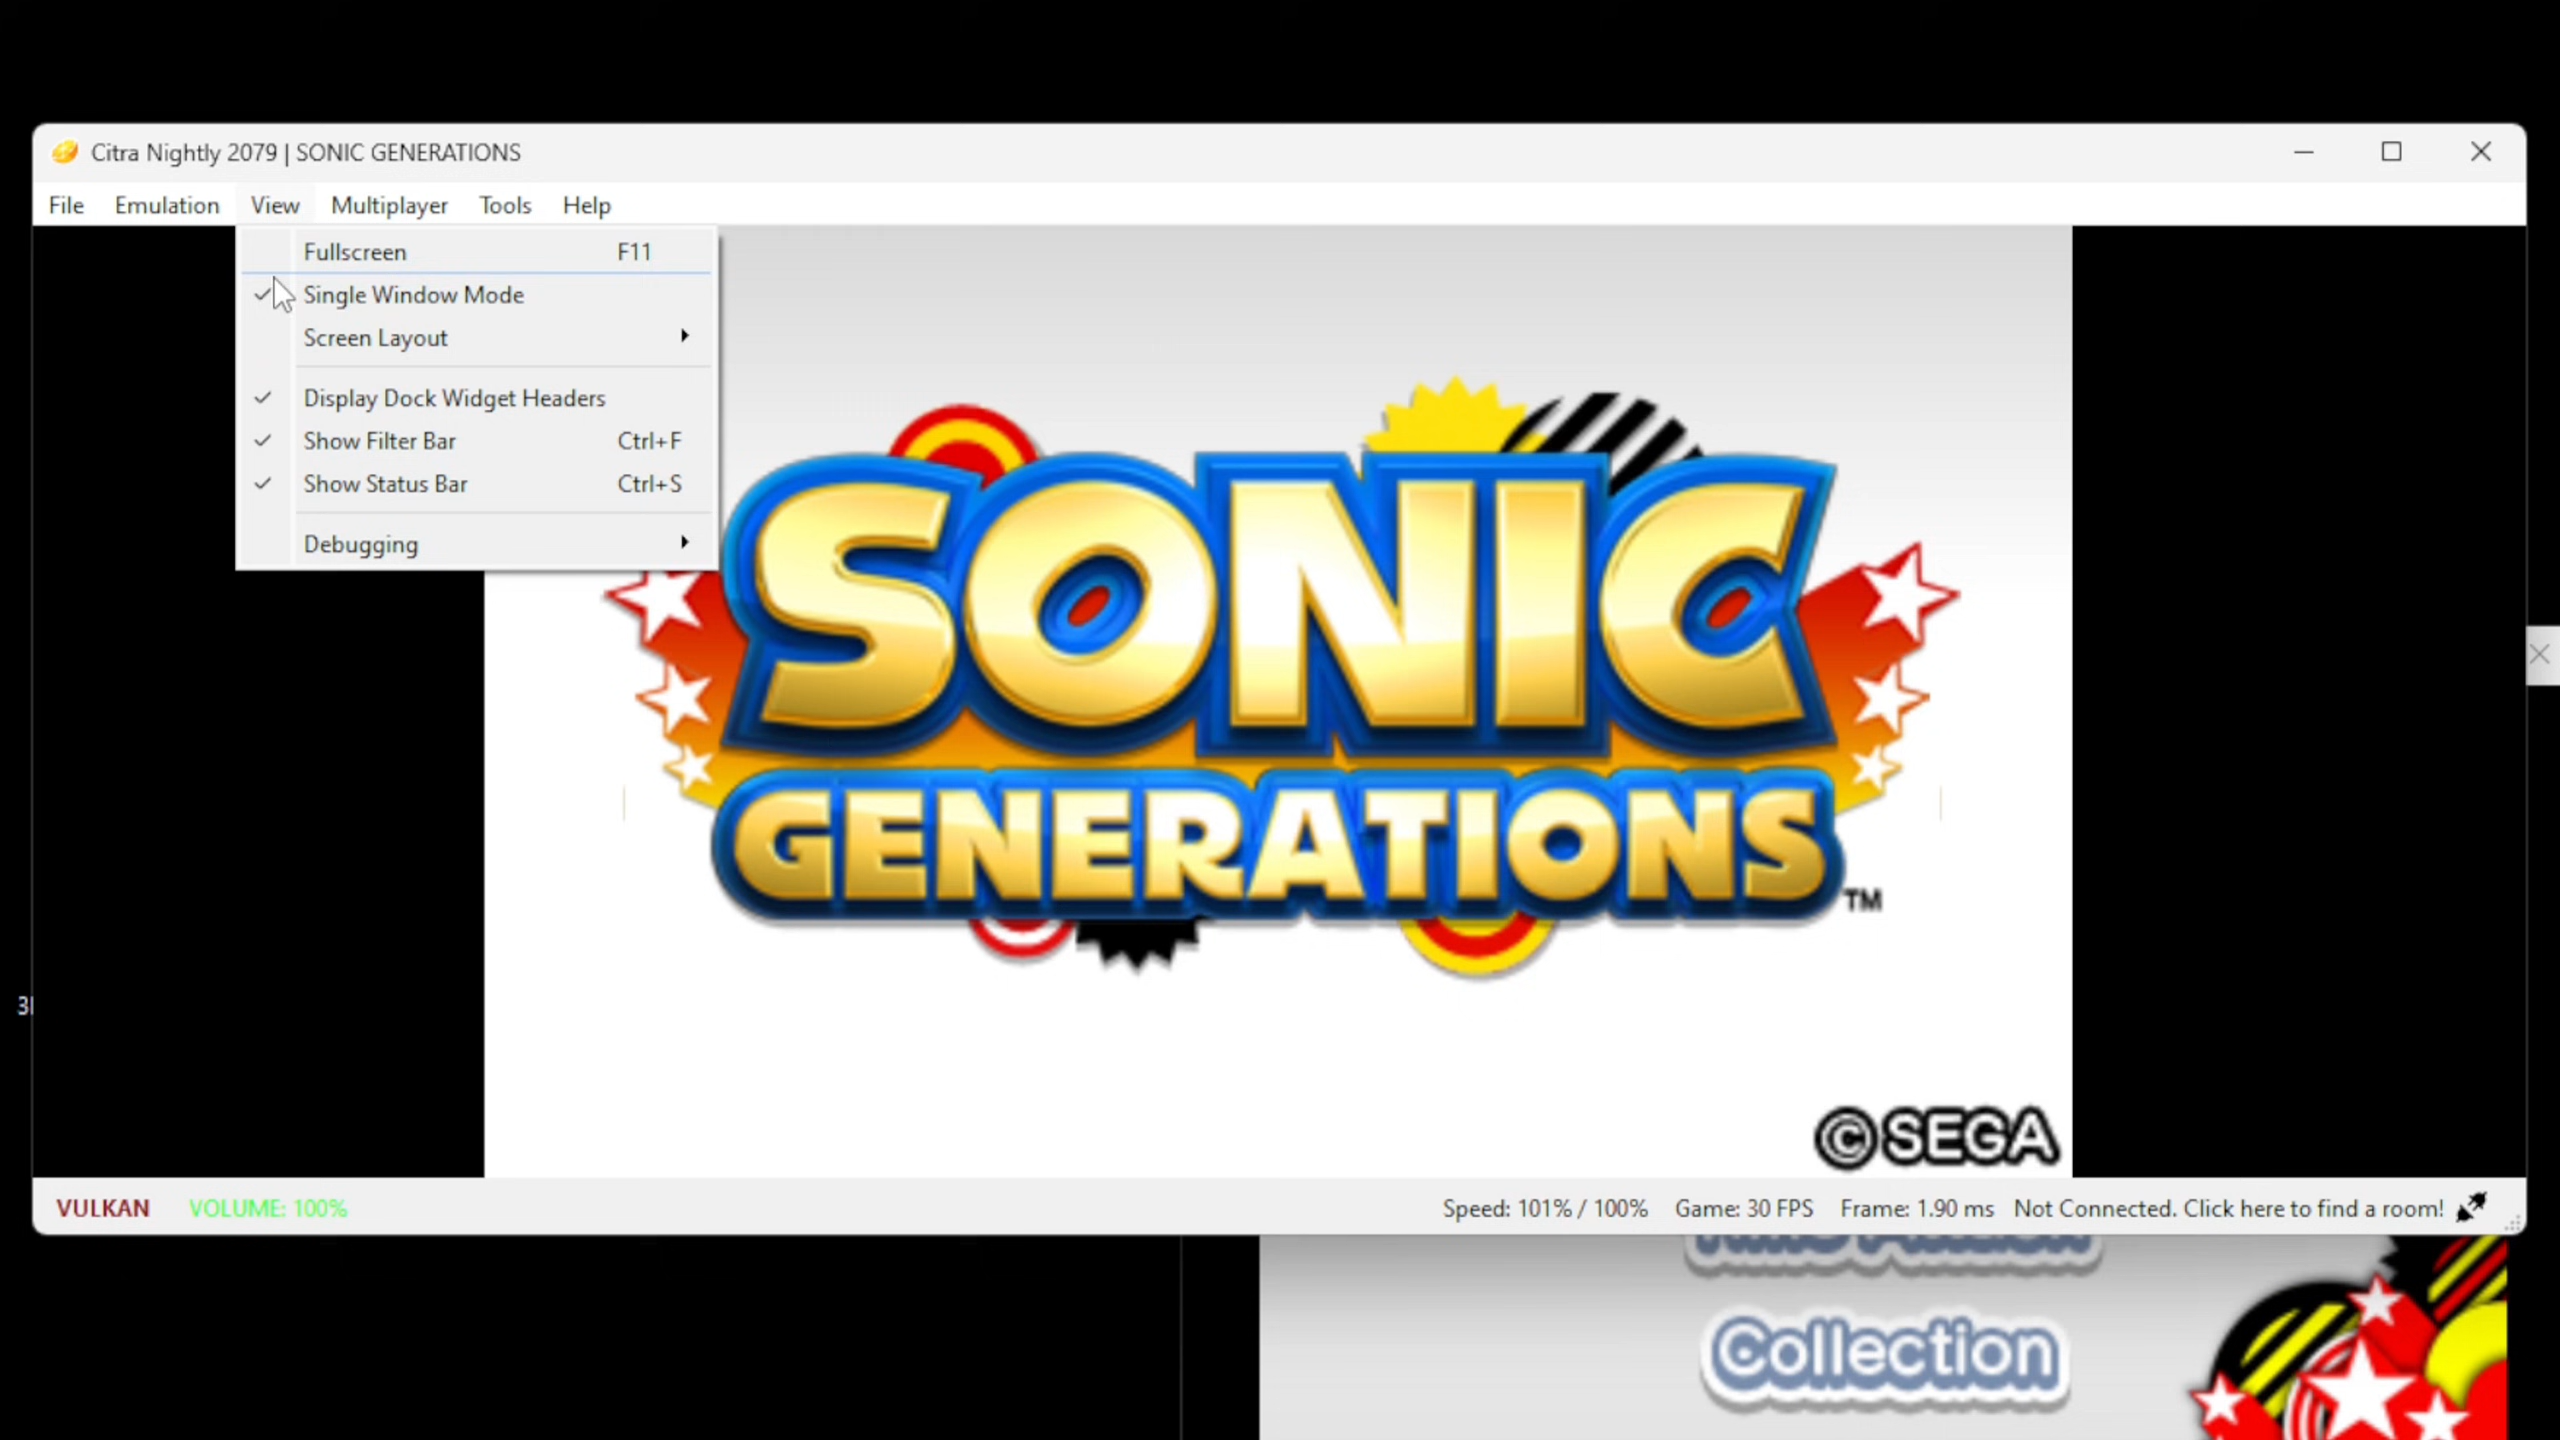 Citra Nightly 2079 | SONIC GENERATIONS
File Emulation View Multiplayer Tools Help
Fullscreen F11
Single Window Mode
Screen Layout
Display Dock Widget Headers
Show Filter Bar Ctrl+F
Show Status Bar Ctrl+S
Debugging
SONIC
GENERATIONS
TM
© SEGA
VULKAN VOLUME: 100% Speed: 101% / 100% Game: 30 FPS Frame: 1.90 ms Not Connected. Click here to find a room!
Collection